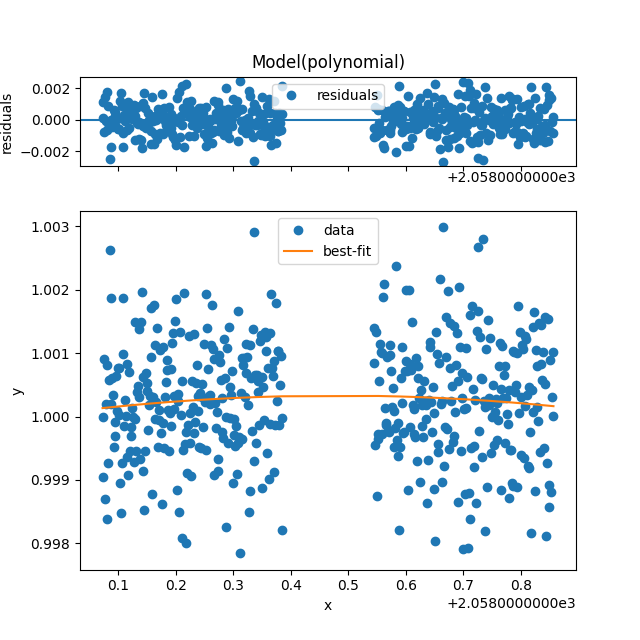 Model(polynomial)
residuals
0.002
0.000
−0.002
residuals
+2.0580000000e3
1.003
1.002
1.001
1.000
0.999
0.998
y
data
best-fit
0.1 0.2 0.3 0.4 0.5 0.6 0.7 0.8
x
+2.0580000000e3